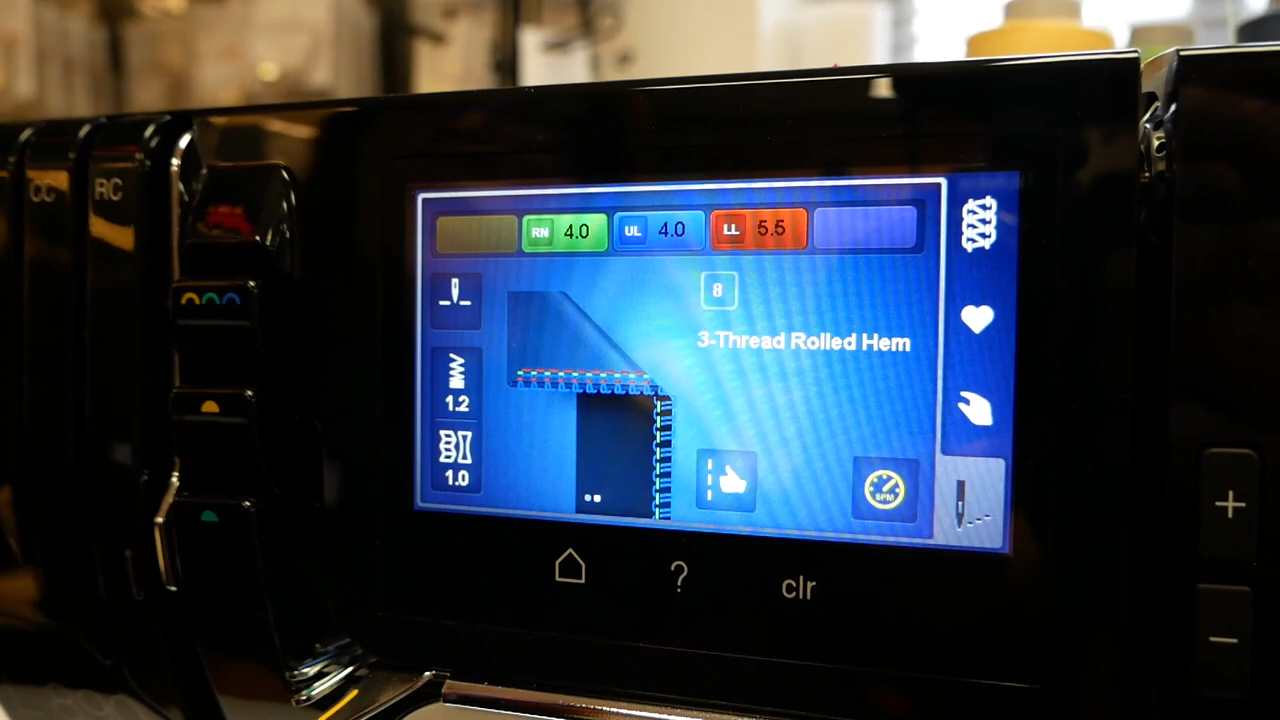 CC
RC
RN 4.0
UL 4.0
LL 5.5
8
3-Thread Rolled Hem
1.2
1.0
SPM
?
clr
+
−